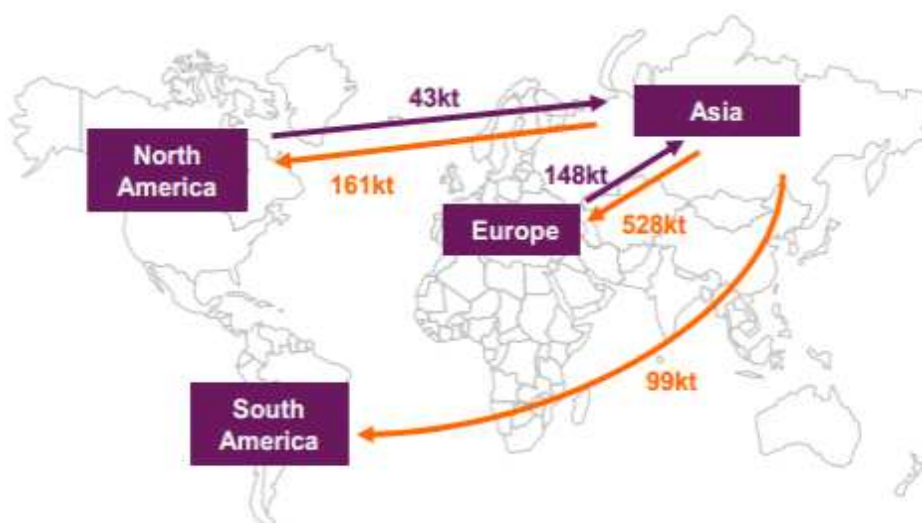 43kt
Asia
North
America
161kt
148kt
Europe
528kt
99kt
South
America